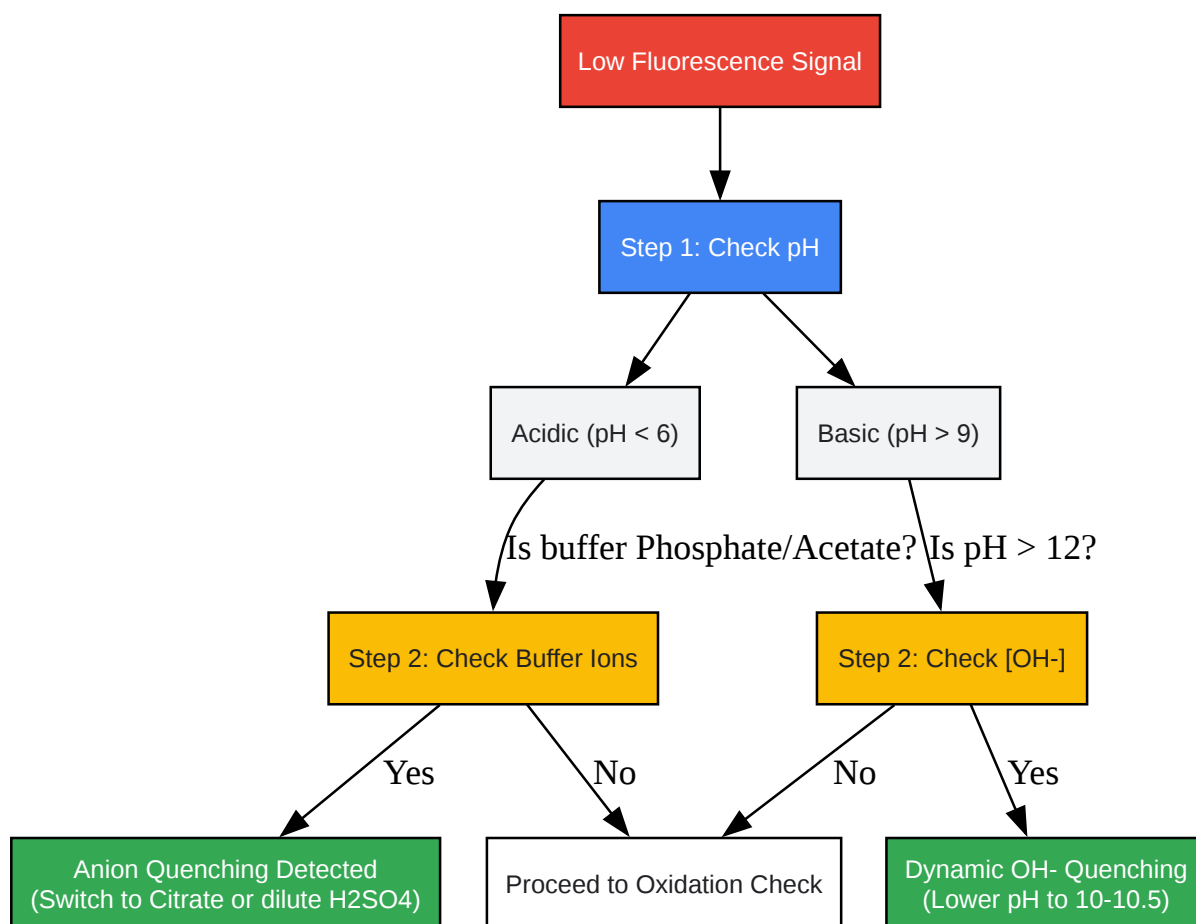 Low Fluorescence Signal
Step 1: Check pH
Acidic (pH < 6)
Basic (pH > 9)
Is buffer Phosphate/Acetate?
Is pH > 12?
Step 2: Check Buffer Ions
Step 2: Check [OH-]
Yes
No
No
Yes
Anion Quenching Detected
(Switch to Citrate or dilute H2SO4)
Proceed to Oxidation Check
Dynamic OH- Quenching
(Lower pH to 10-10.5)